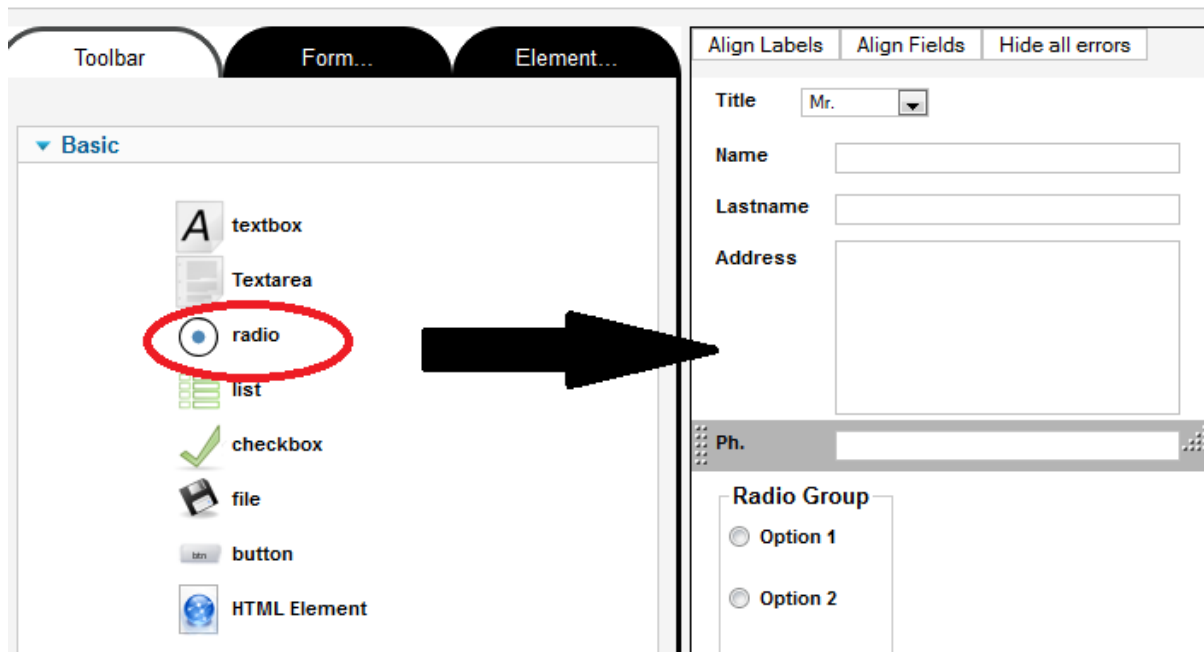 Toolbar
Form...
Element...
Basic
A textbox
Textarea
radio
list
checkbox
file
btn button
HTML Element
Align Labels Align Fields Hide all errors
Title Mr.
Name
Lastname
Address
Ph.
Radio Group
Option 1
Option 2